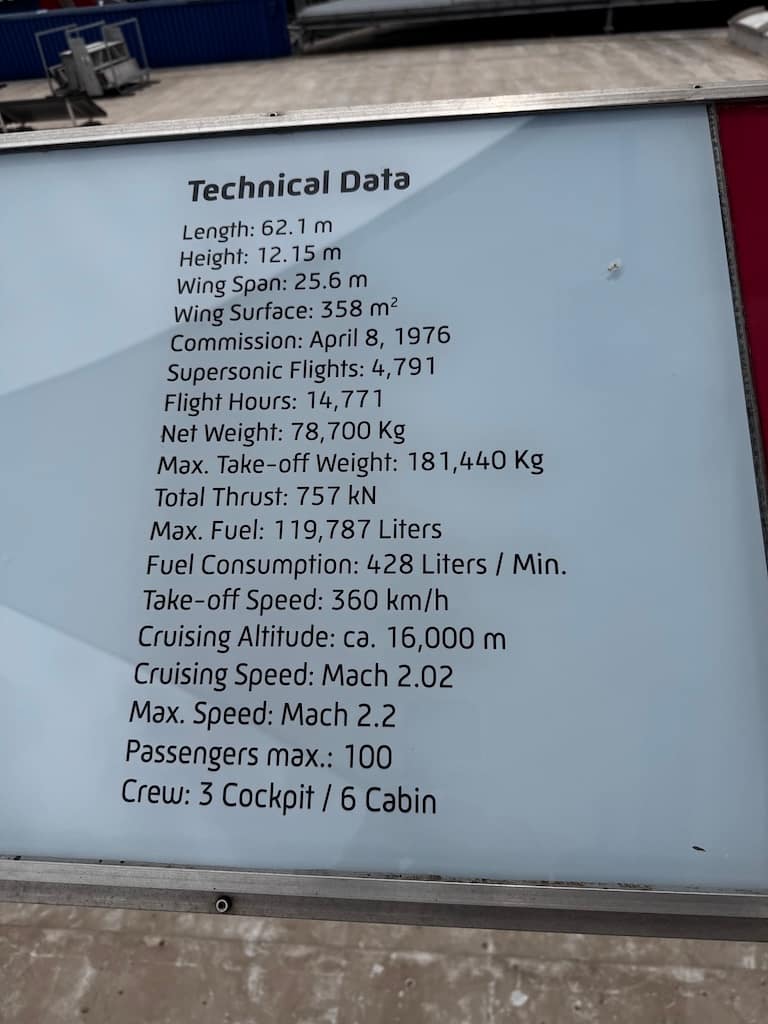 Technical Data
Length: 62.1 m
Height: 12.15 m
Wing Span: 25.6 m
Wing Surface: 358 m²
Commission: April 8, 1976
Supersonic Flights: 4,791
Flight Hours: 14,771
Net Weight: 78,700 Kg
Max. Take-off Weight: 181,440 Kg
Total Thrust: 757 kN
Max. Fuel: 119,787 Liters
Fuel Consumption: 428 Liters / Min.
Take-off Speed: 360 km/h
Cruising Altitude: ca. 16,000 m
Cruising Speed: Mach 2.02
Max. Speed: Mach 2.2
Passengers max.: 100
Crew: 3 Cockpit / 6 Cabin